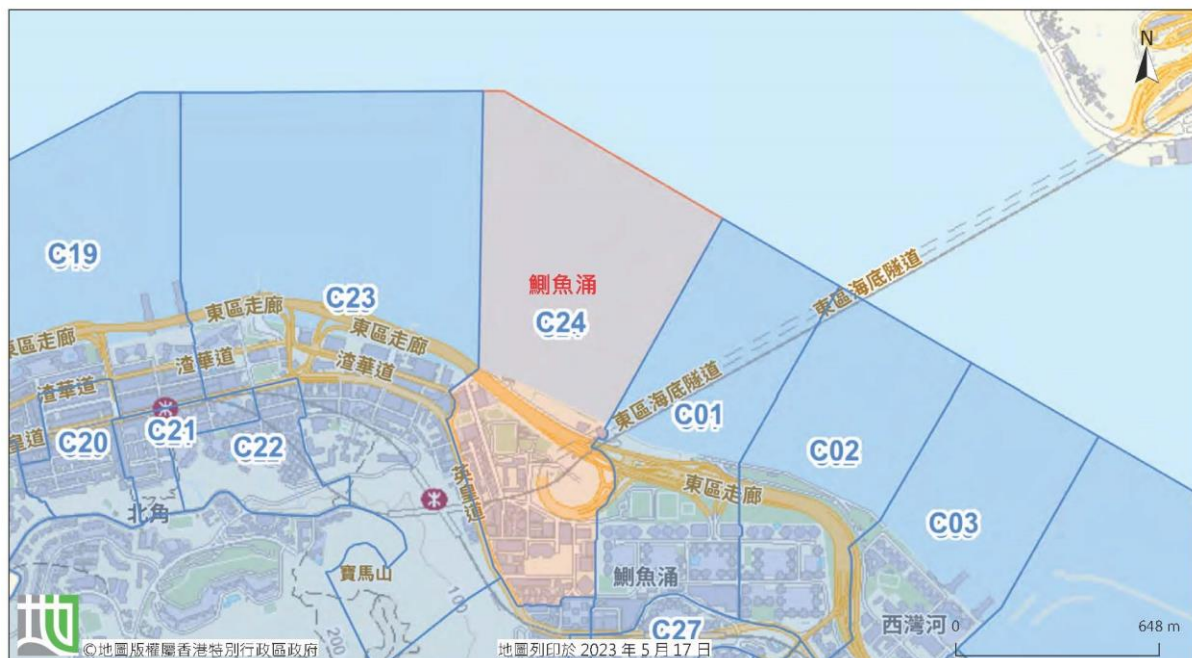 N
C19
鰂魚涌
C24
東區海底隧道
C23
東區走廊
東區走廊
東區走廊
渣華道
渣華道
渣華道
東區海底隧道
C01
C20
C21
C22
皇道
英皇道
C02
東區走廊
C03
北角
寶馬山
100
200
鰂魚涌
西灣河
C27
0
648 m
©地圖版權屬香港特別行政區政府
地圖列印於 2023 年 5 月 17 日